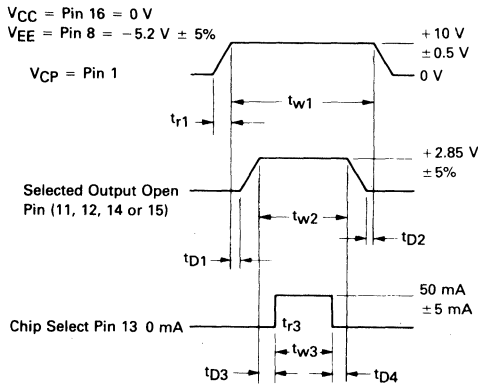 VCC = Pin 16 = 0 V
VEE = Pin 8 = −5.2 V ± 5%
VCP = Pin 1
+10 V
±0.5 V
0 V
tw1
tr1
+2.85 V
±5%
Selected Output Open
Pin (11, 12, 14 or 15)
tw2
tD2
tD1
50 mA
±5 mA
Chip Select Pin 13 0 mA
tr3
tw3
tD3
tD4